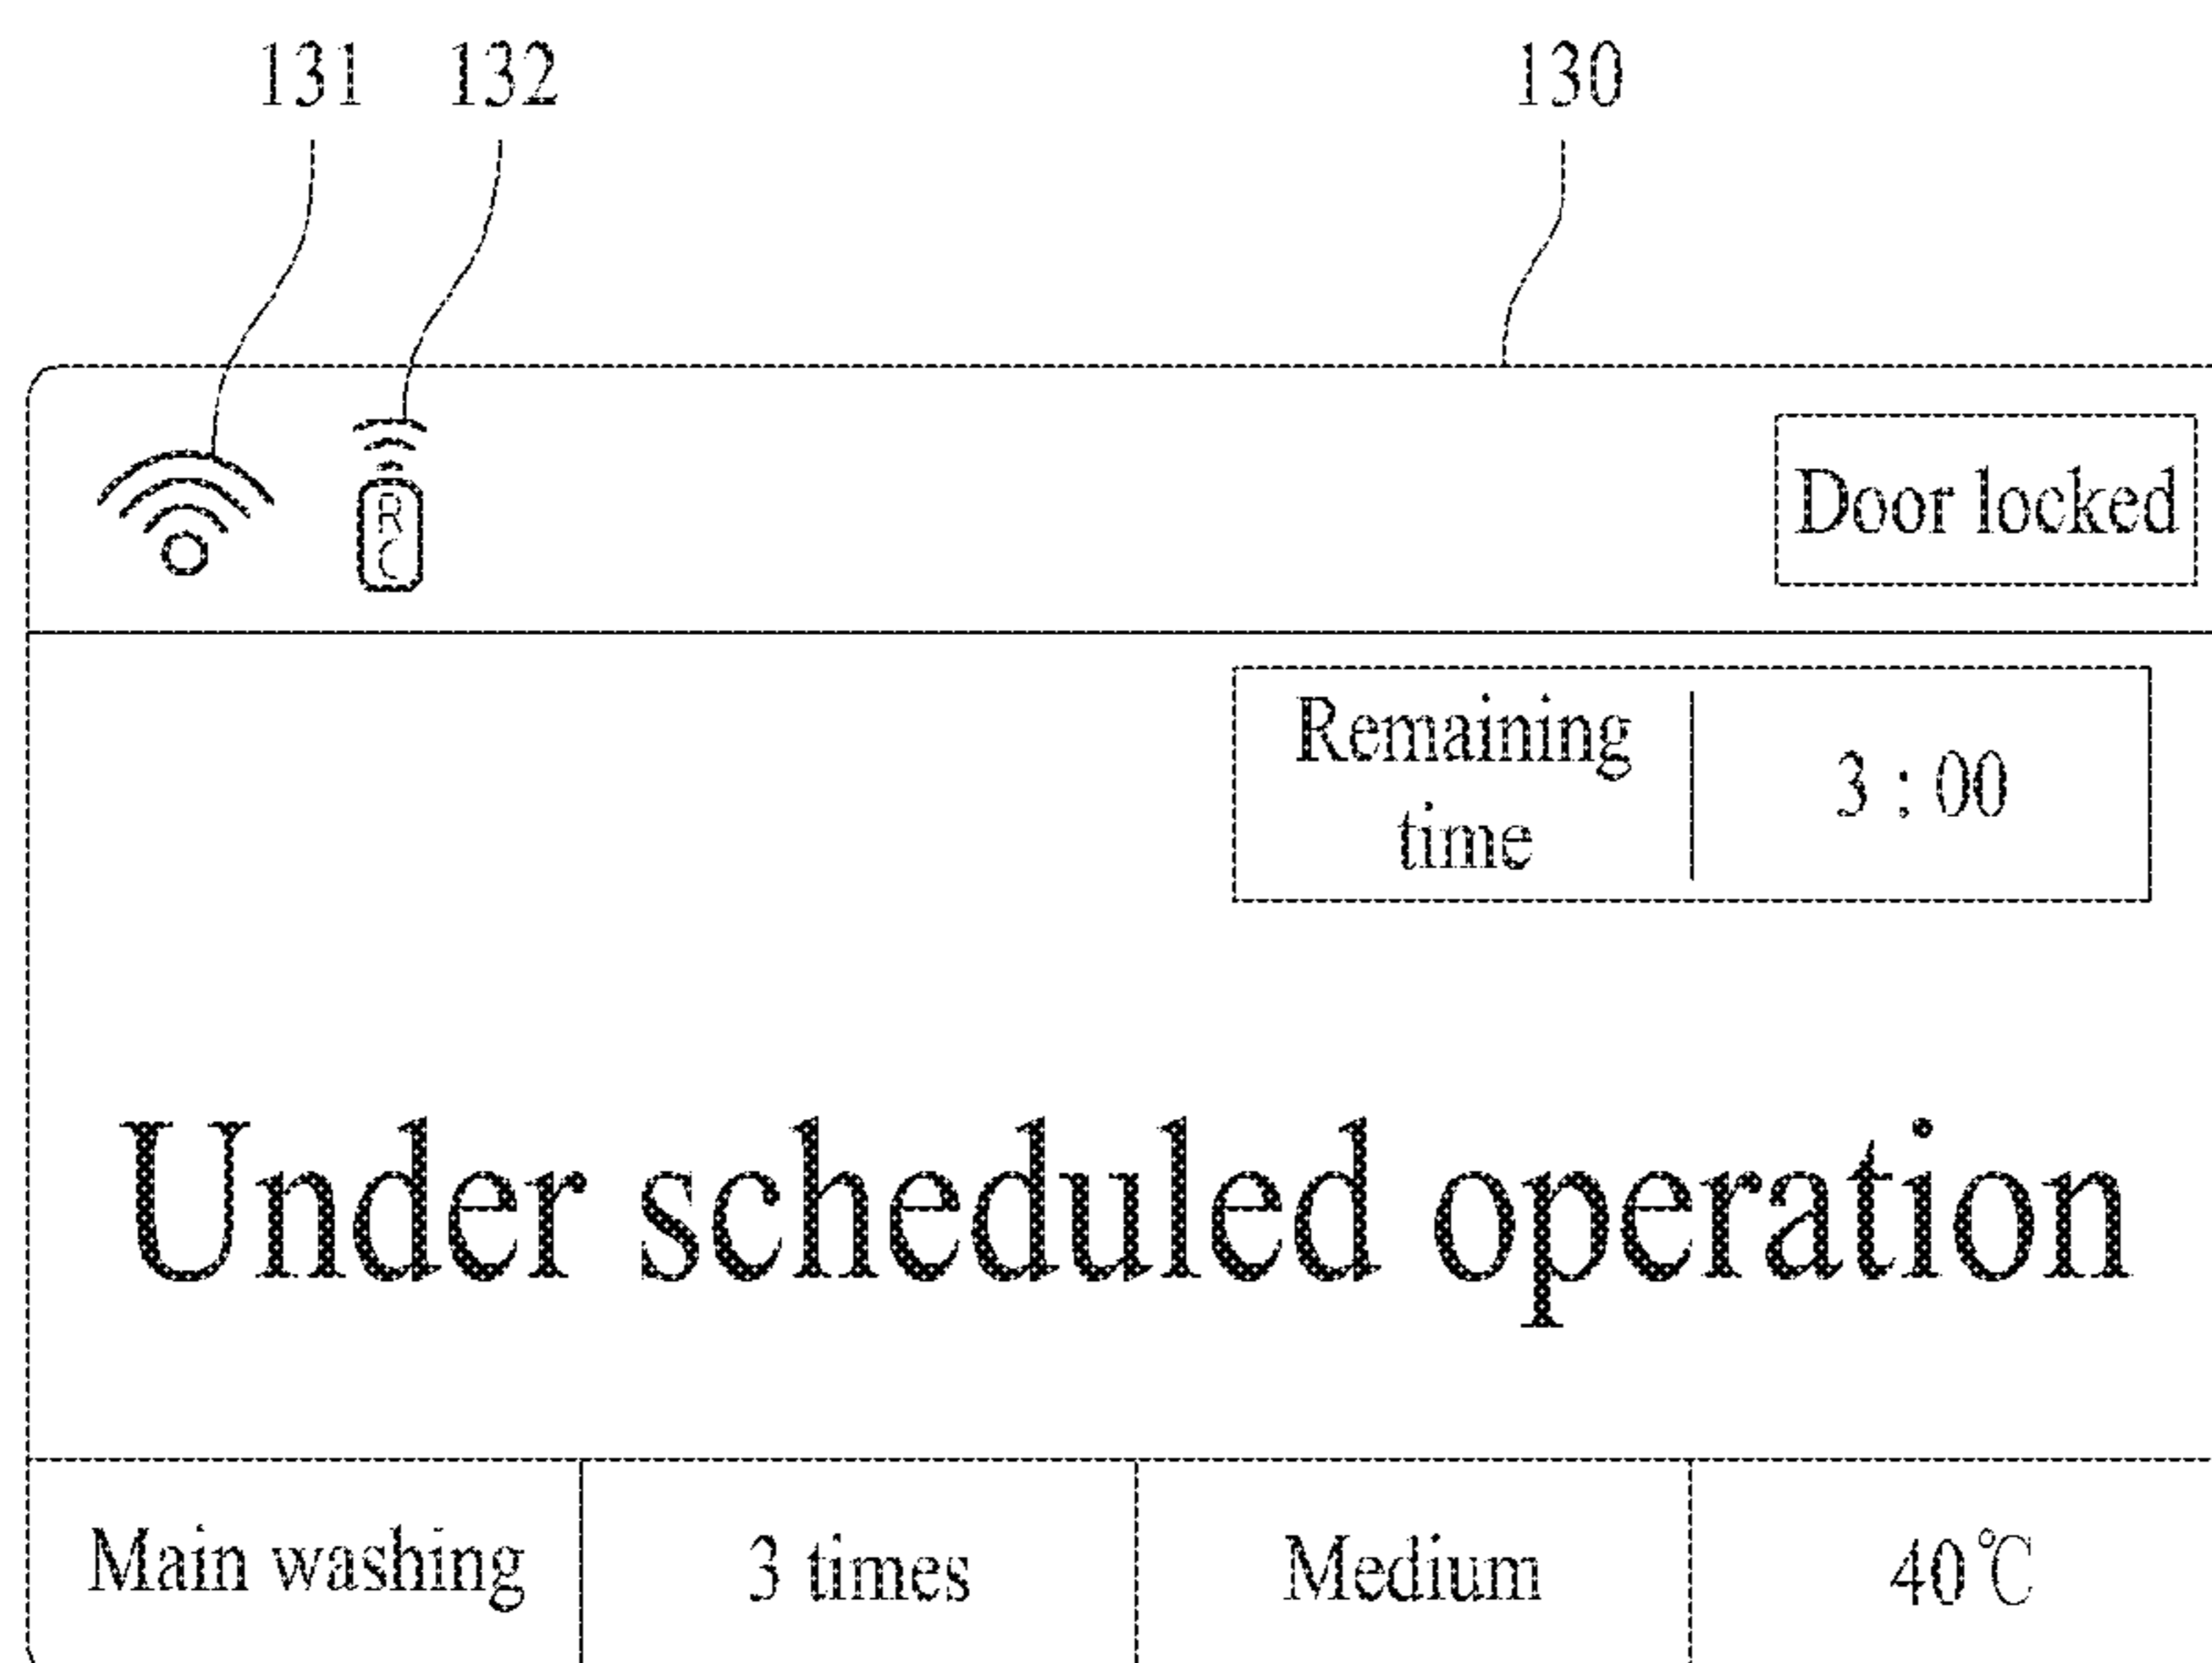 131 132 130
R
C
Door locked
Remaining
time
3 : 00
Under scheduled operation
Main washing 3 times Medium 40℃